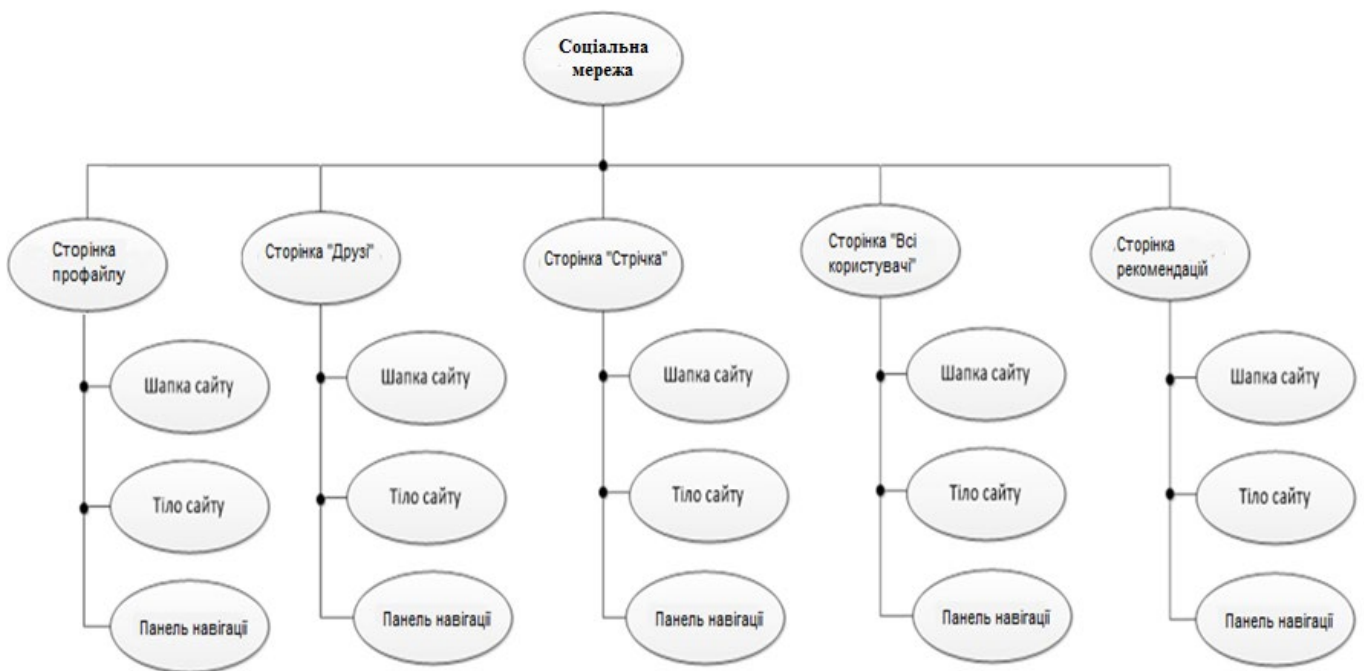 Соціальна
мережа
Сторінка
профайлу
Сторінка "Друзі"
Сторінка "Стрічка"
Сторінка "Всі
користувачі"
Сторінка
рекомендацій
Шапка сайту
Шапка сайту
Шапка сайту
Шапка сайту
Шапка сайту
Тіло сайту
Тіло сайту
Тіло сайту
Тіло сайту
Тіло сайту
Панель навігації
Панель навігації
Панель навігації
Панель навігації
Панель навігації